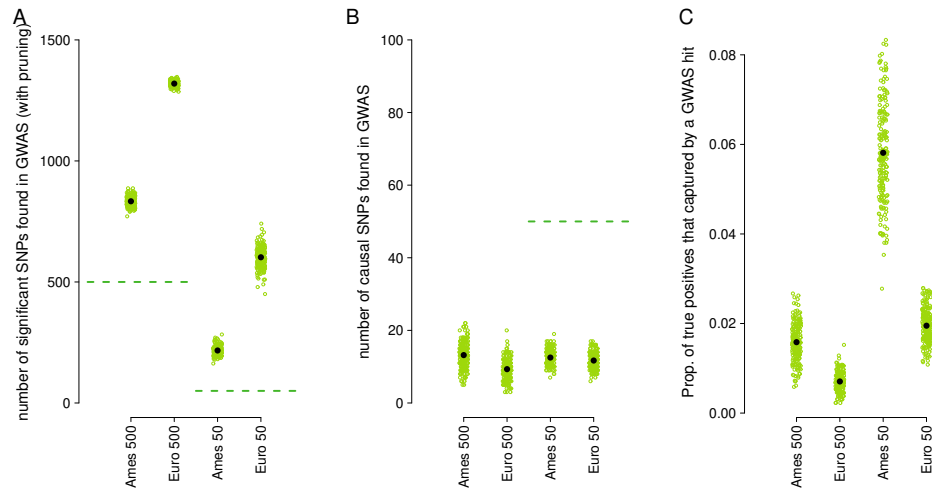 A
number of significant SNPs found in GWAS (with pruning)
1500
1000
500
0
Ames 500
Euro 500
Ames 50
Euro 50
B
number of causal SNPs found in GWAS
100
80
60
40
20
0
Ames 500
Euro 500
Ames 50
Euro 50
C
Prop. of true positives that captured by a GWAS hit
0.08
0.06
0.04
0.02
0.00
Ames 500
Euro 500
Ames 50
Euro 50